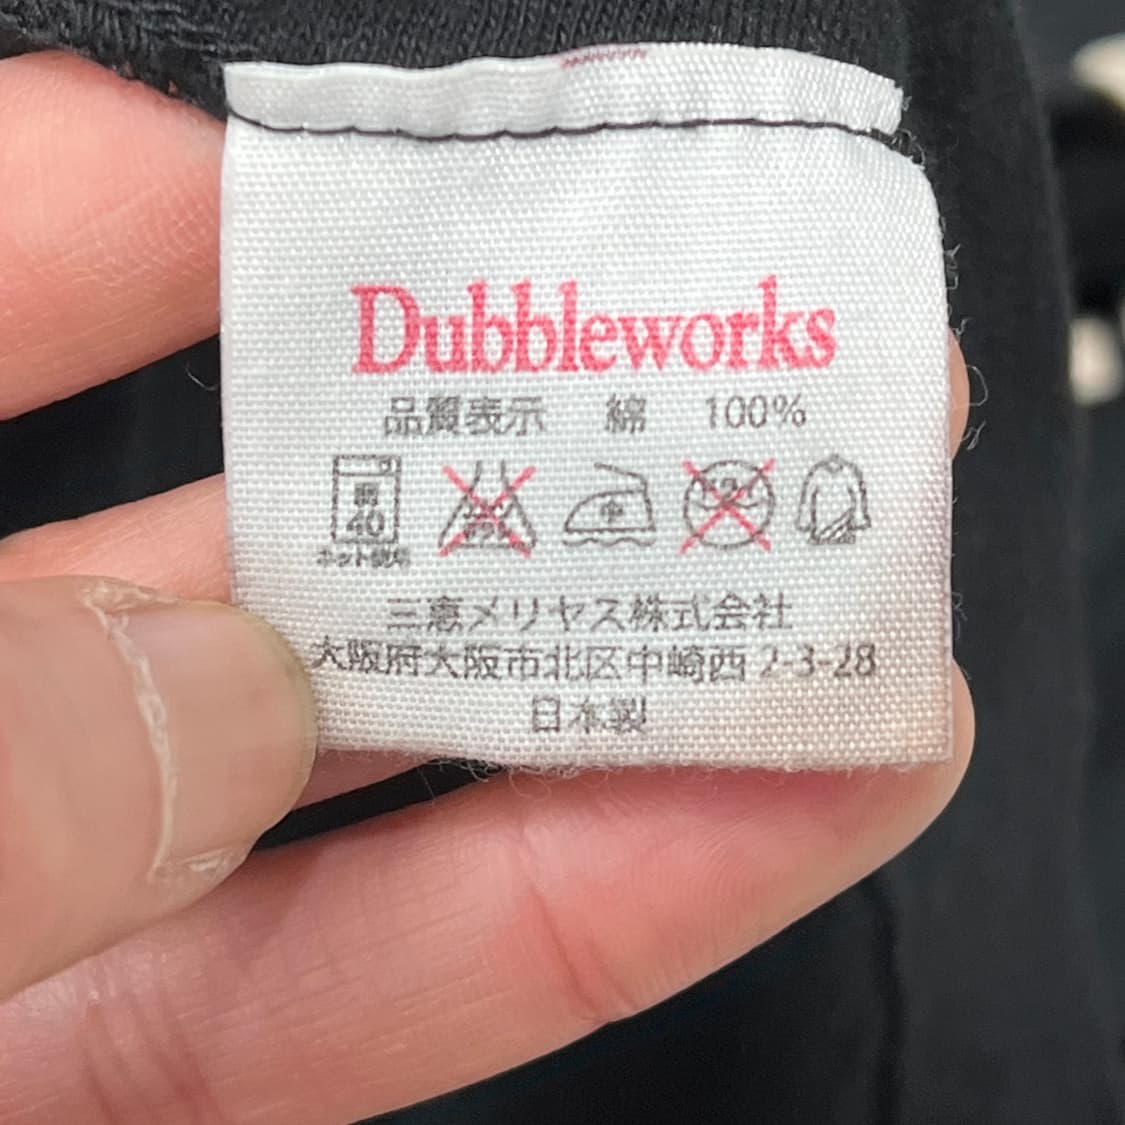 Dubbleworks
品質表示 綿 100%
40
中
ネット使用
三恵メリヤス株式会社
大阪府大阪市北区中崎西 2-3-28
日本製